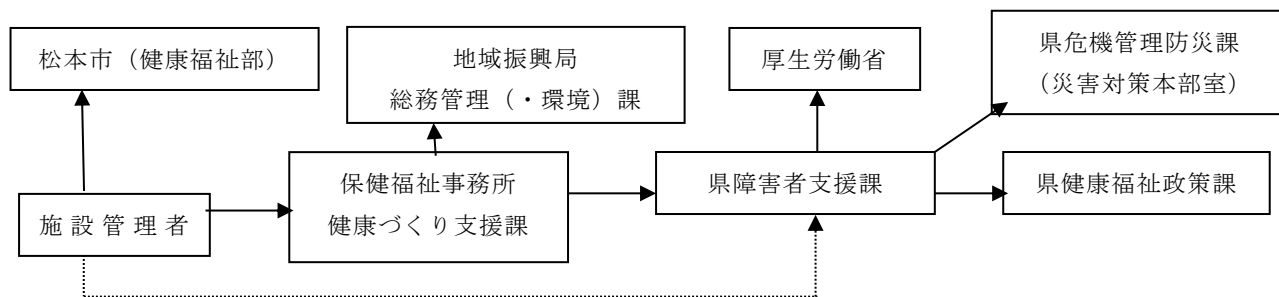 松本市（健康福祉部）
地域振興局
総務管理（・環境）課
厚生労働省
県危機管理防災課
（災害対策本部室）
施設管理者
保健福祉事務所
健康づくり支援課
県障害者支援課
県健康福祉政策課